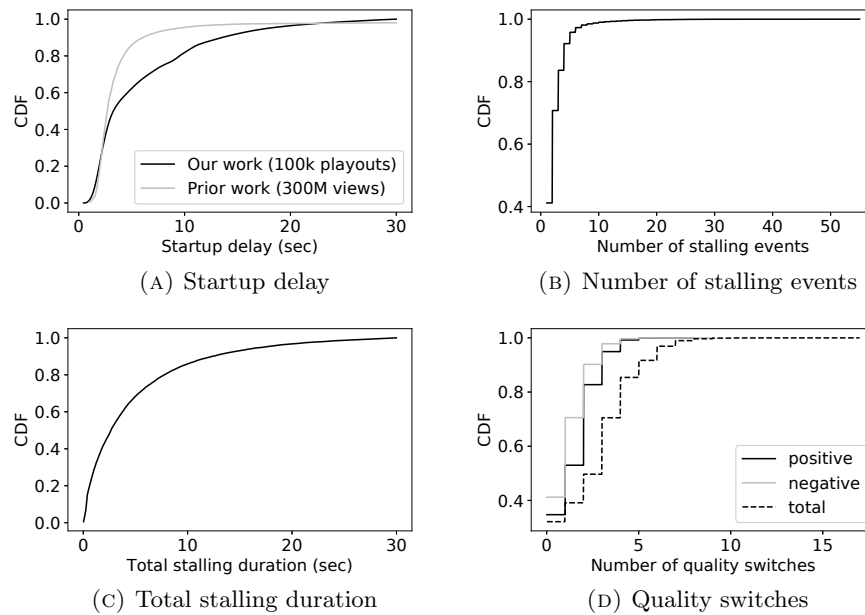 1.0
0.8
0.6
0.4
0.2
0.0
CDF
Our work (100k playouts)
Prior work (300M views)
0 10 20 30
Startup delay (sec)
(A) Startup delay
1.0
0.8
0.6
0.4
CDF
0 10 20 30 40 50
Number of stalling events
(B) Number of stalling events
1.0
0.8
0.6
0.4
0.2
0.0
CDF
0 10 20 30
Total stalling duration (sec)
(C) Total stalling duration
1.0
0.8
0.6
0.4
CDF
positive
negative
total
0 5 10 15
Number of quality switches
(D) Quality switches